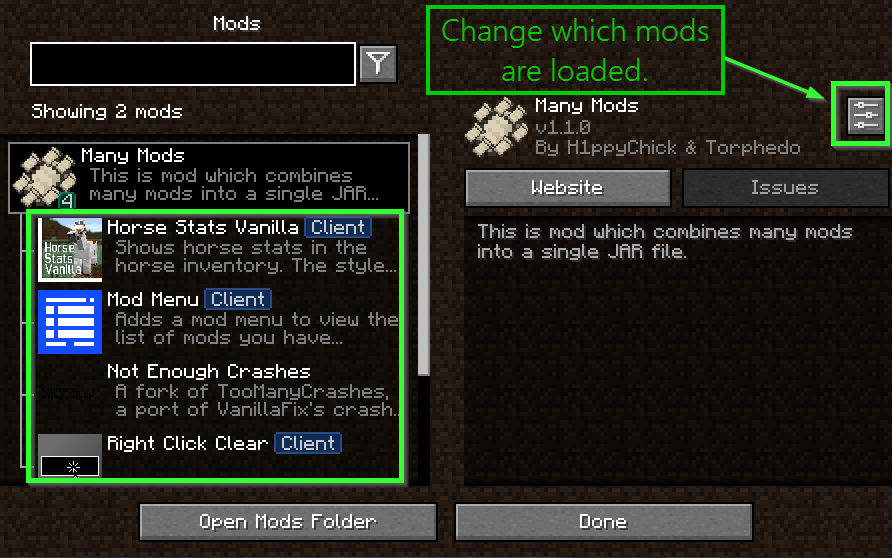 Mods
Change which mods
are loaded.
Showing 2 mods
Many Mods
This is mod which combines
many mods into a single JAR...
4
Horse Stats Vanilla Client
Shows horse stats in the
horse inventory. The style...
Horse
Stats
Vanilla
Mod Menu Client
Adds a mod menu to view the
list of mods you have...
Not Enough Crashes
A fork of TooManyCrashes,
a port of VanillaFix's crash...
Right Click Clear Client
Many Mods
v1.1.0
By H1ppyChick & Torphedo
Website
Issues
This is mod which combines many mods
into a single JAR file.
Open Mods Folder
Done